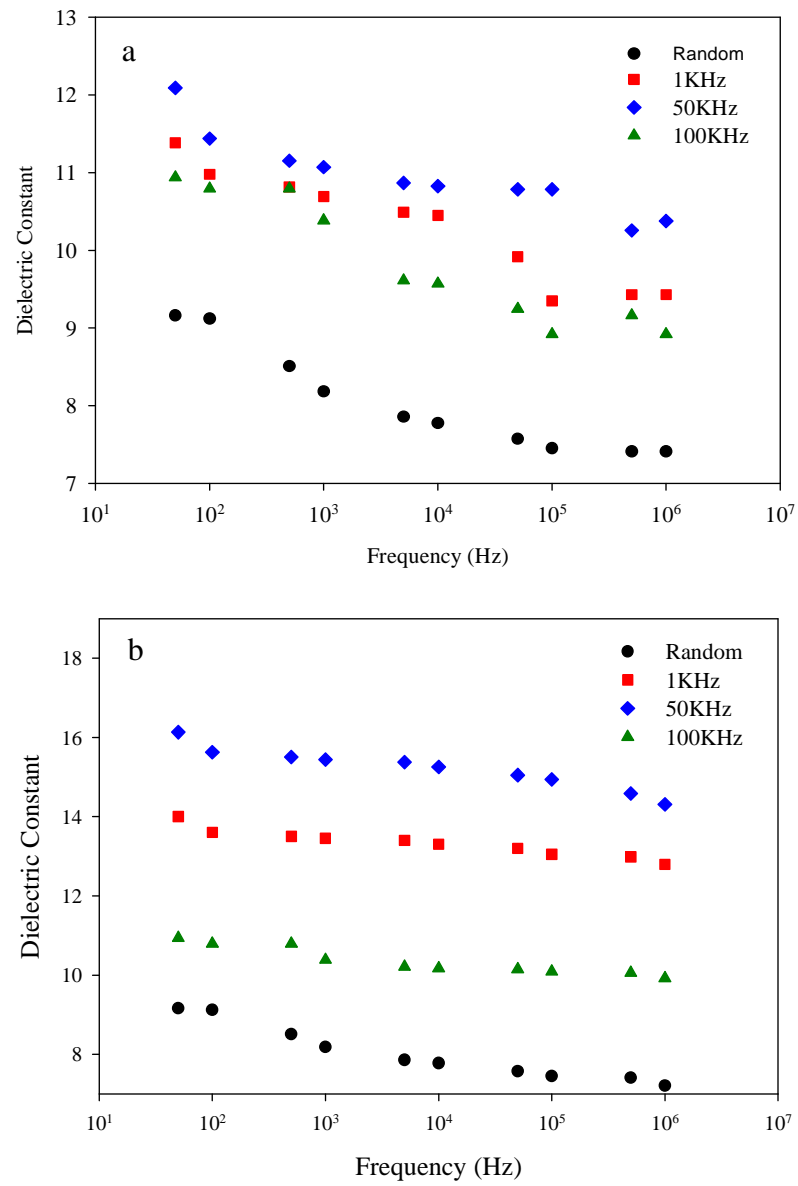 a
Random
1KHz
50KHz
100KHz
Dielectric Constant
13
12
11
10
9
8
7
10¹ 10² 10³ 10⁴ 10⁵ 10⁶ 10⁷
Frequency (Hz)
b
Random
1KHz
50KHz
100KHz
Dielectric Constant
18
16
14
12
10
8
10¹ 10² 10³ 10⁴ 10⁵ 10⁶ 10⁷
Frequency (Hz)